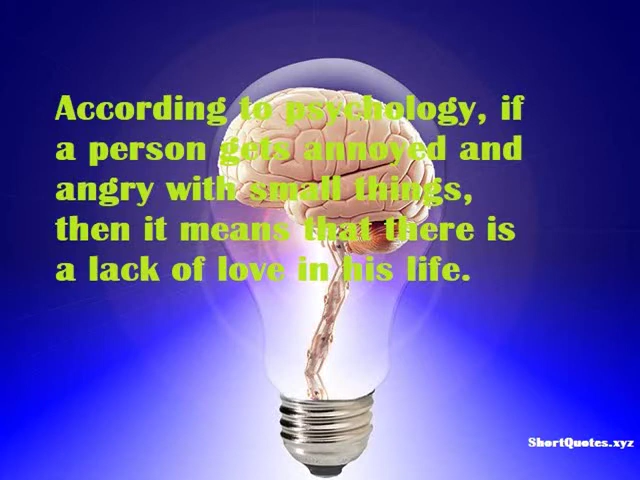 According to psychology, if
a person gets annoyed and
angry with small things,
then it means that there is
a lack of love in his life.
ShortQuotes.xyz